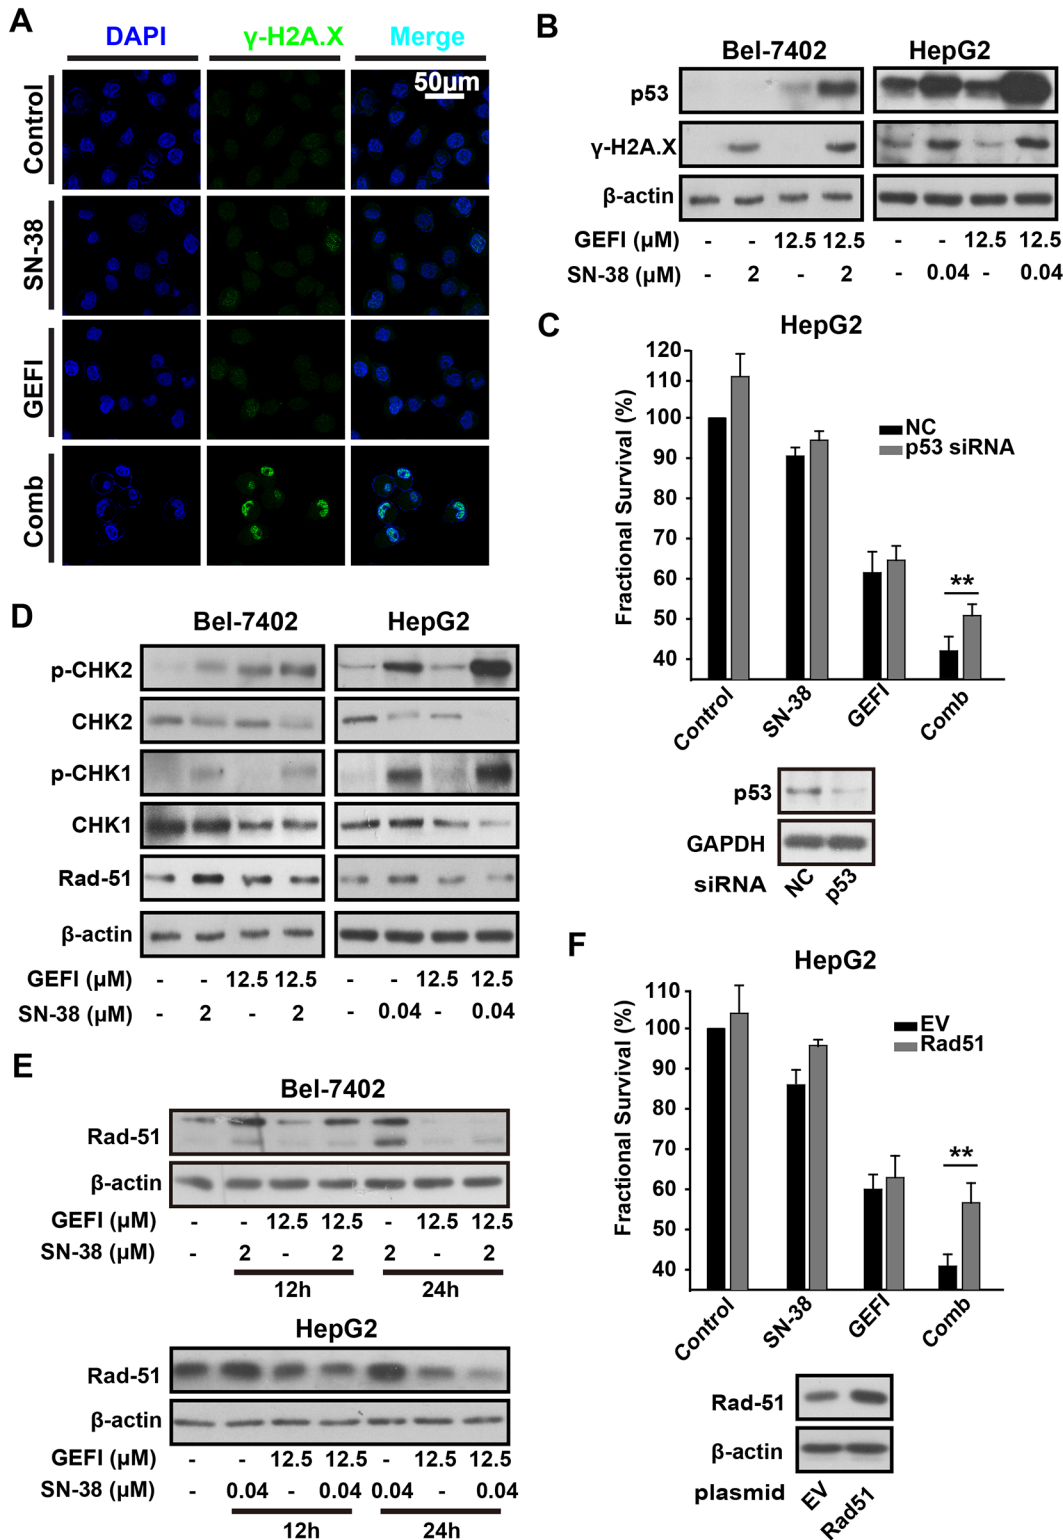 A
DAPI γ-H2A.X Merge
50µm
Control
SN-38
GEFI
Comb
B
Bel-7402 HepG2
p53
γ-H2A.X
β-actin
GEFI (µM) - - 12.5 12.5 - - 12.5 12.5
SN-38 (µM) - 2 - 2 - 0.04 - 0.04
C
HepG2
Fractional Survival (%)
120
110
100
90
80
70
60
50
40
NC
p53 siRNA
**
Control SN-38 GEFI Comb
p53
GAPDH
siRNA NC p53
D
Bel-7402 HepG2
p-CHK2
CHK2
p-CHK1
CHK1
Rad-51
β-actin
GEFI (µM) - - 12.5 12.5 - - 12.5 12.5
SN-38 (µM) - 2 - 2 - 0.04 - 0.04
E
Bel-7402
Rad-51
β-actin
GEFI (µM) - - 12.5 12.5 - 12.5 12.5
SN-38 (µM) - 2 - 2 2 - 2
12h 24h
HepG2
Rad-51
β-actin
GEFI (µM) - - 12.5 12.5 - 12.5 12.5
SN-38 (µM) - 0.04 - 0.04 0.04 - 0.04
12h 24h
F
HepG2
Fractional Survival (%)
110
100
90
80
70
60
50
40
EV
Rad51
**
Control SN-38 GEFI Comb
Rad-51
β-actin
plasmid EV Rad51